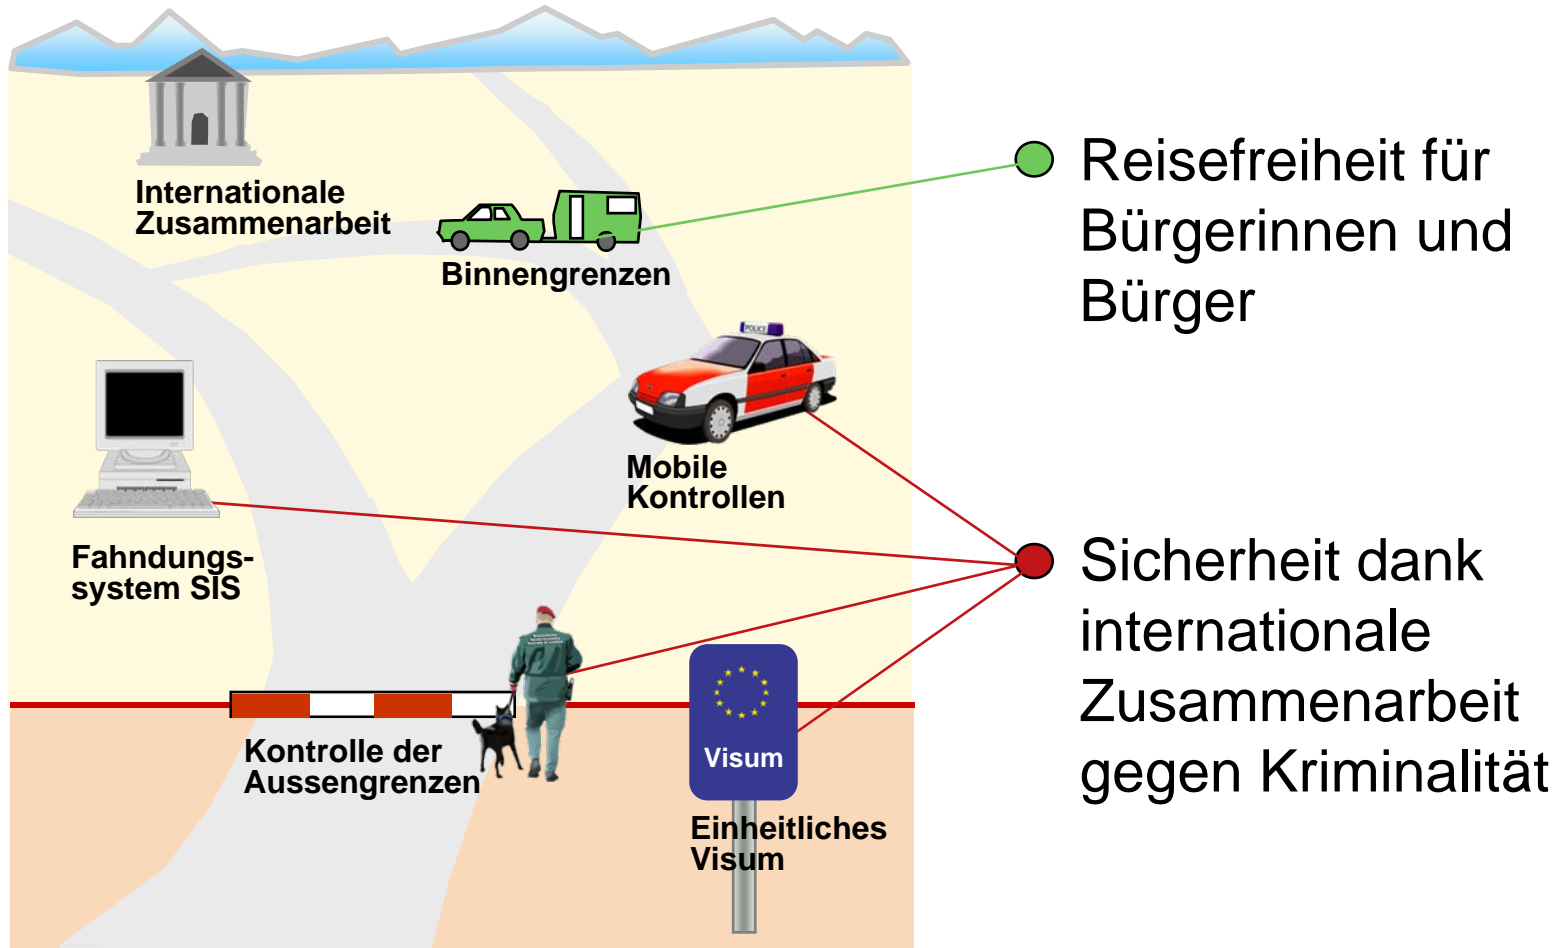 Internationale
Zusammenarbeit
Binnengrenzen
Reisefreiheit für
Bürgerinnen und
Bürger
POLICE
Mobile
Kontrollen
Fahndungs-
system SIS
Sicherheit dank
internationale
Zusammenarbeit
gegen Kriminalität
Kontrolle der
Aussengrenzen
Visum
Einheitliches
Visum